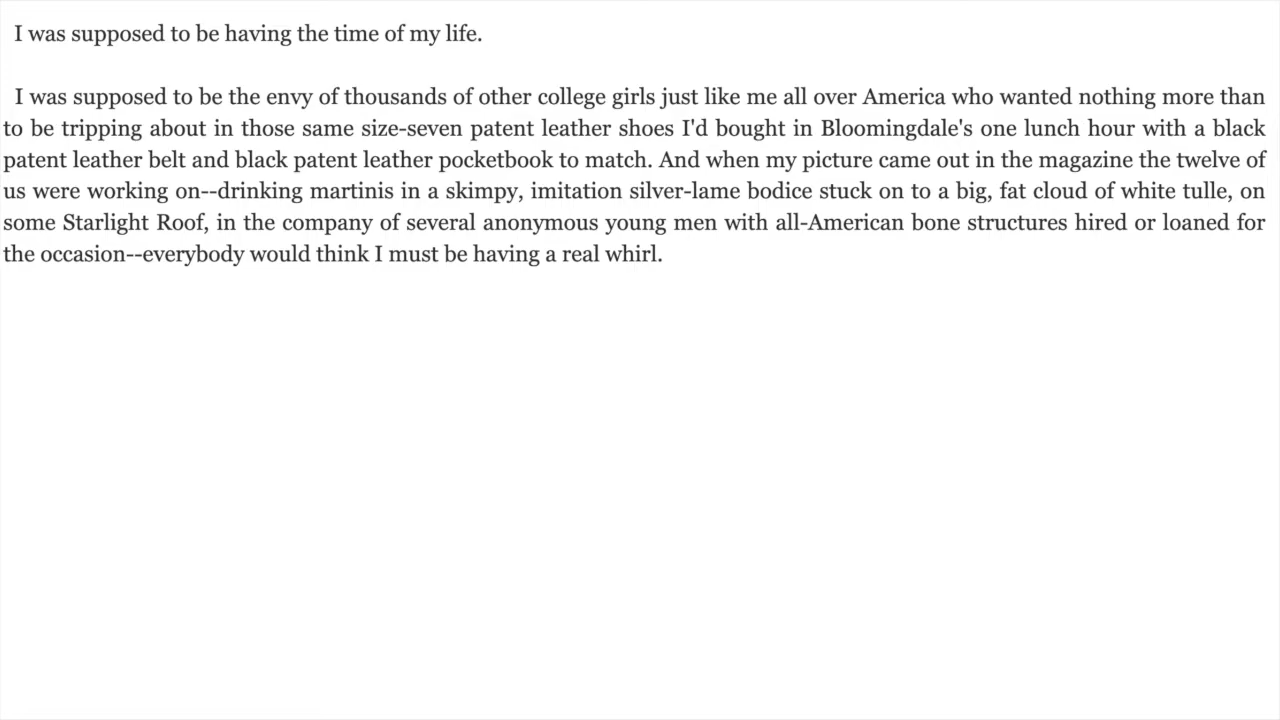 I was supposed to be having the time of my life.
I was supposed to be the envy of thousands of other college girls just like me all over America who wanted nothing more than
to be tripping about in those same size-seven patent leather shoes I'd bought in Bloomingdale's one lunch hour with a black
patent leather belt and black patent leather pocketbook to match. And when my picture came out in the magazine the twelve of
us were working on--drinking martinis in a skimpy, imitation silver-lame bodice stuck on to a big, fat cloud of white tulle, on
some Starlight Roof, in the company of several anonymous young men with all-American bone structures hired or loaned for
the occasion--everybody would think I must be having a real whirl.